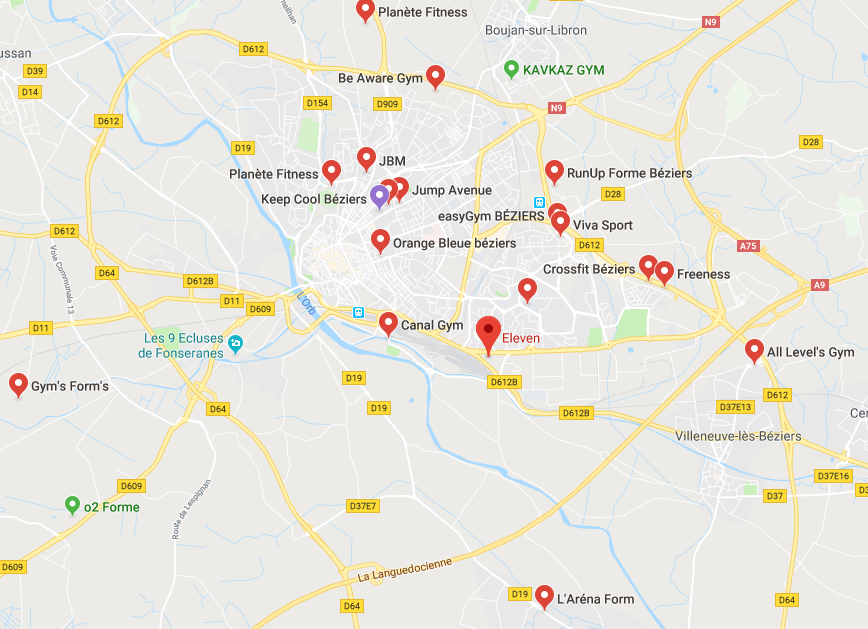 Planète Fitness
neilhan
Boujan-sur-Libron
N9
D612
ussan
D39
KAVKAZ GYM
Be Aware Gym
D14
D154
D909
N9
D612
D19
D28
JBM
Planète Fitness
RunUp Forme Béziers
Jump Avenue
D28
Keep Cool Béziers
easyGym BÉZIERS
Viva Sport
D612
Orange Bleue béziers
D612
A75
Voie Communale 13
D64
Crossfit Béziers
Freeness
D612B
A9
D11
D609
L'Orb
D11
Canal Gym
Eleven
Les 9 Ecluses
de Fonseranes
All Level's Gym
D19
D612B
Gym's Form's
D612
D64
D19
D612B
D37E13
Cer
Villeneuve-lès-Béziers
D37E16
D609
D37
D3
o2 Forme
D37E7
Route de Lespignan
D609
La Languedocienne
D19
L'Aréna Form
D64
D64